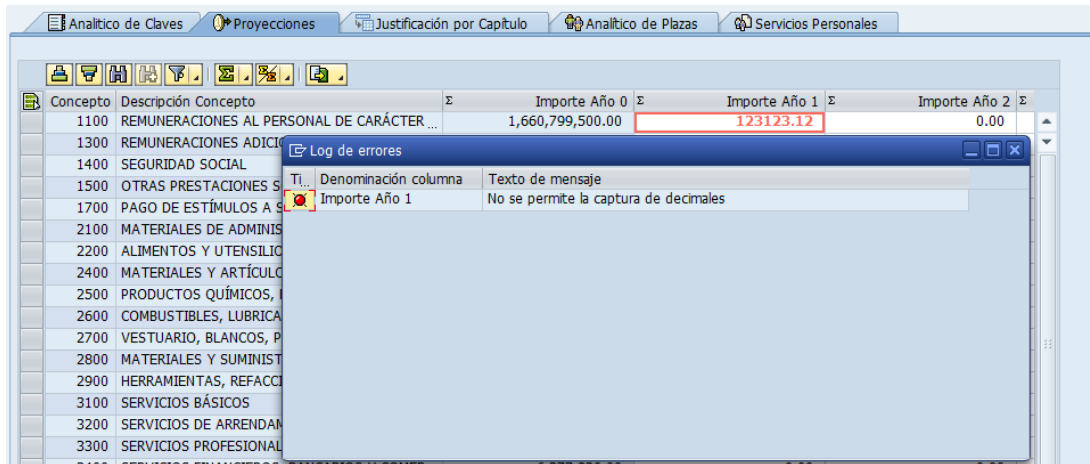 Analitico de Claves Proyecciones Justificación por Capítulo Analítico de Plazas Servicios Personales
Concepto Descripción Concepto Σ Importe Año 0 Σ Importe Año 1 Σ Importe Año 2 Σ
1100 REMUNERACIONES AL PERSONAL DE CARÁCTER ... 1,660,799,500.00 123123.12 0.00
1300 REMUNERACIONES ADICI
Log de errores
1400 SEGURIDAD SOCIAL
Ti... Denominación columna Texto de mensaje
1500 OTRAS PRESTACIONES S
Importe Año 1 No se permite la captura de decimales
1700 PAGO DE ESTÍMULOS A S
2100 MATERIALES DE ADMINIS
2200 ALIMENTOS Y UTENSILIO
2400 MATERIALES Y ARTÍCULO
2500 PRODUCTOS QUÍMICOS,
2600 COMBUSTIBLES, LUBRICA
2700 VESTUARIO, BLANCOS, P
2800 MATERIALES Y SUMINIST
2900 HERRAMIENTAS, REFACCI
3100 SERVICIOS BÁSICOS
3200 SERVICIOS DE ARRENDAM
3300 SERVICIOS PROFESIONAL